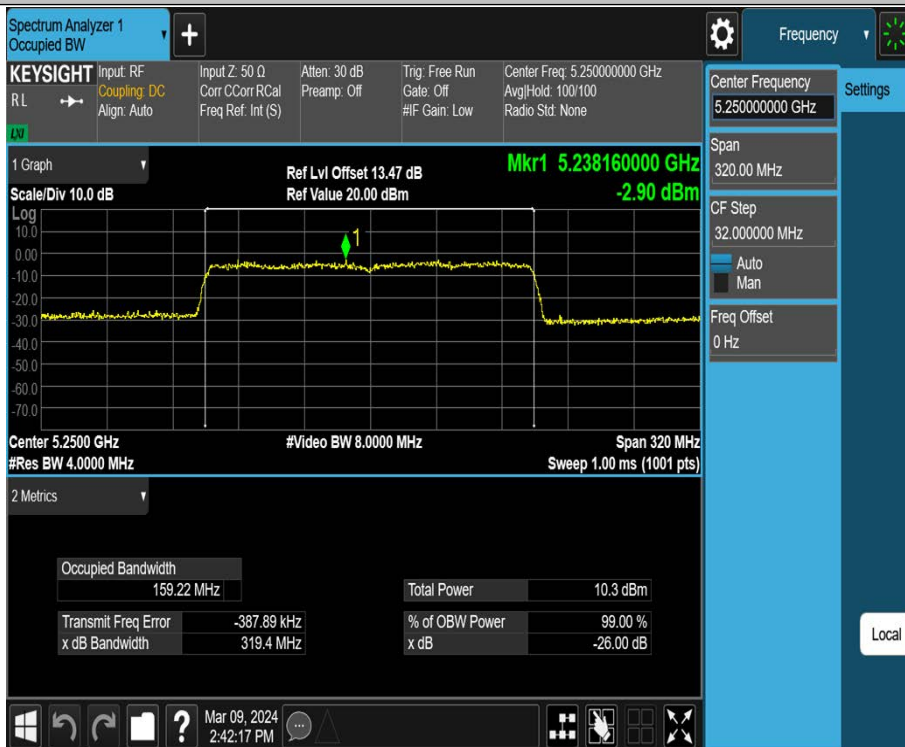 Spectrum Analyzer 1
Occupied BW
+
Frequency
KEYSIGHT
R L
LXI
Input: RF
Coupling: DC
Align: Auto
Input Z: 50 Ω
Corr CCorr RCal
Freq Ref: Int (S)
Atten: 30 dB
Preamp: Off
Trig: Free Run
Gate: Off
#IF Gain: Low
Center Freq: 5.250000000 GHz
Avg|Hold: 100/100
Radio Std: None
Center Frequency
5.250000000 GHz
Settings
Span
320.00 MHz
CF Step
32.000000 MHz
Auto
Man
Freq Offset
0 Hz
Local
1 Graph
Scale/Div 10.0 dB
Ref Lvl Offset 13.47 dB
Ref Value 20.00 dBm
Mkr1 5.238160000 GHz
-2.90 dBm
Log
10.0
0.00
-10.0
-20.0
-30.0
-40.0
-50.0
-60.0
-70.0
1
Center 5.2500 GHz
#Video BW 8.0000 MHz
Span 320 MHz
#Res BW 4.0000 MHz
Sweep 1.00 ms (1001 pts)
2 Metrics
Occupied Bandwidth
159.22 MHz
Total Power 10.3 dBm
Transmit Freq Error -387.89 kHz
% of OBW Power 99.00 %
x dB Bandwidth 319.4 MHz
x dB -26.00 dB
?
Mar 09, 2024
2:42:17 PM